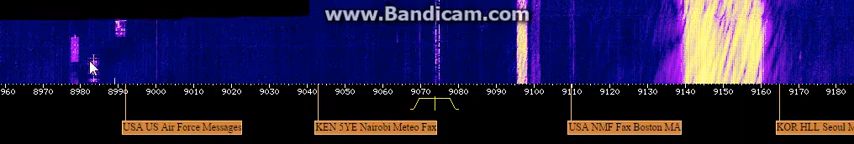 www.Bandicam.com
960 8970 8980 8990 9000 9010 9020 9030 9040 9050 9060 9070 9080 9090 9100 9110 9120 9130 9140 9150 9160 9170 9180
USA US Air Force Messages KEN 5YE Nairobi Meteo Fax USA NMF Fax Boston MA KOR HLL Seoul M